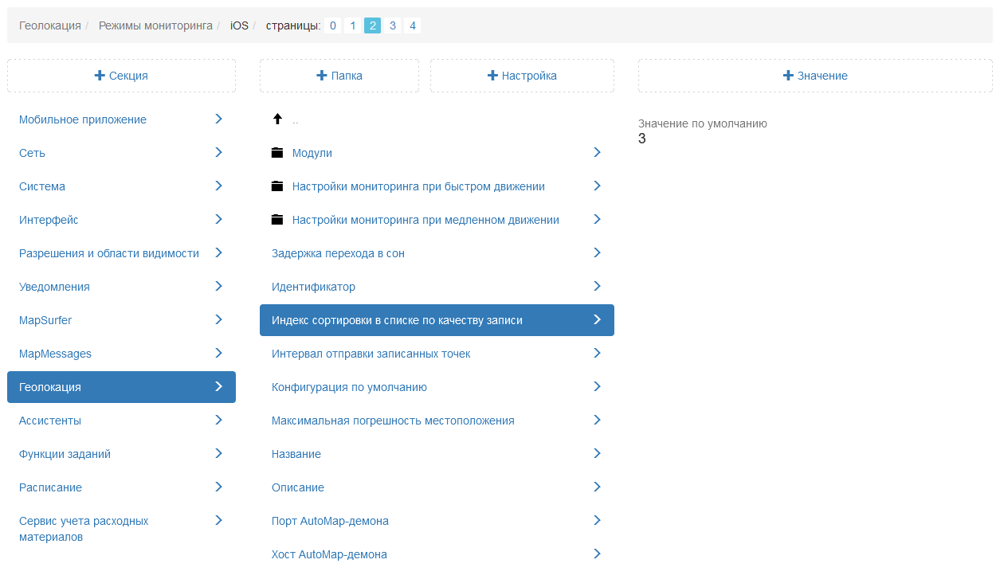 Геолокация / Режимы мониторинга / iOS / страницы: 0 1 2 3 4
Секция
Мобильное приложение
Сеть
Система
Интерфейс
Разрешения и области видимости
Уведомления
MapSurfer
MapMessages
Геолокация
Ассистенты
Функции заданий
Расписание
Сервис учета расходных
материалов
Папка
Настройка
..
Модули
Настройки мониторинга при быстром движении
Настройки мониторинга при медленном движении
Задержка перехода в сон
Идентификатор
Индекс сортировки в списке по качеству записи
Интервал отправки записанных точек
Конфигурация по умолчанию
Максимальная погрешность местоположения
Название
Описание
Порт AutoMap-демона
Хост AutoMap-демона
Значение
Значение по умолчанию
3